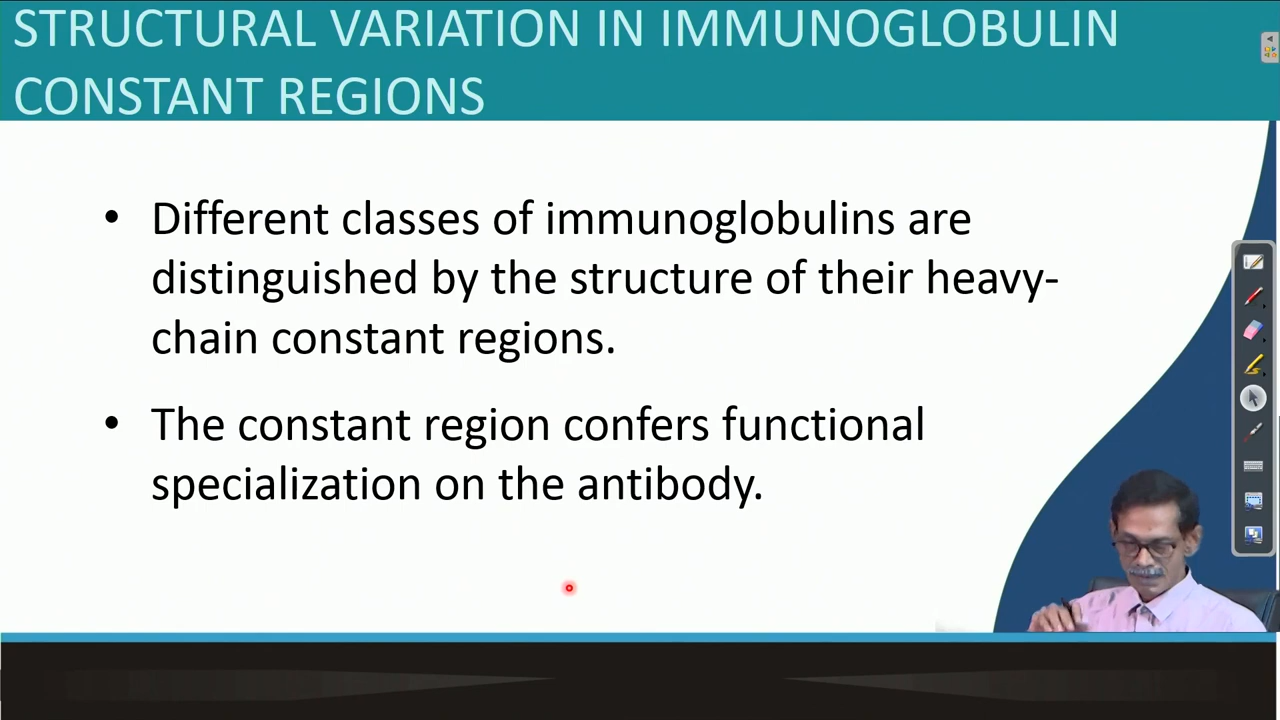 STRUCTURAL VARIATION IN IMMUNOGLOBULIN
CONSTANT REGIONS
• Different classes of immunoglobulins are
distinguished by the structure of their heavy-
chain constant regions.
• The constant region confers functional
specialization on the antibody.